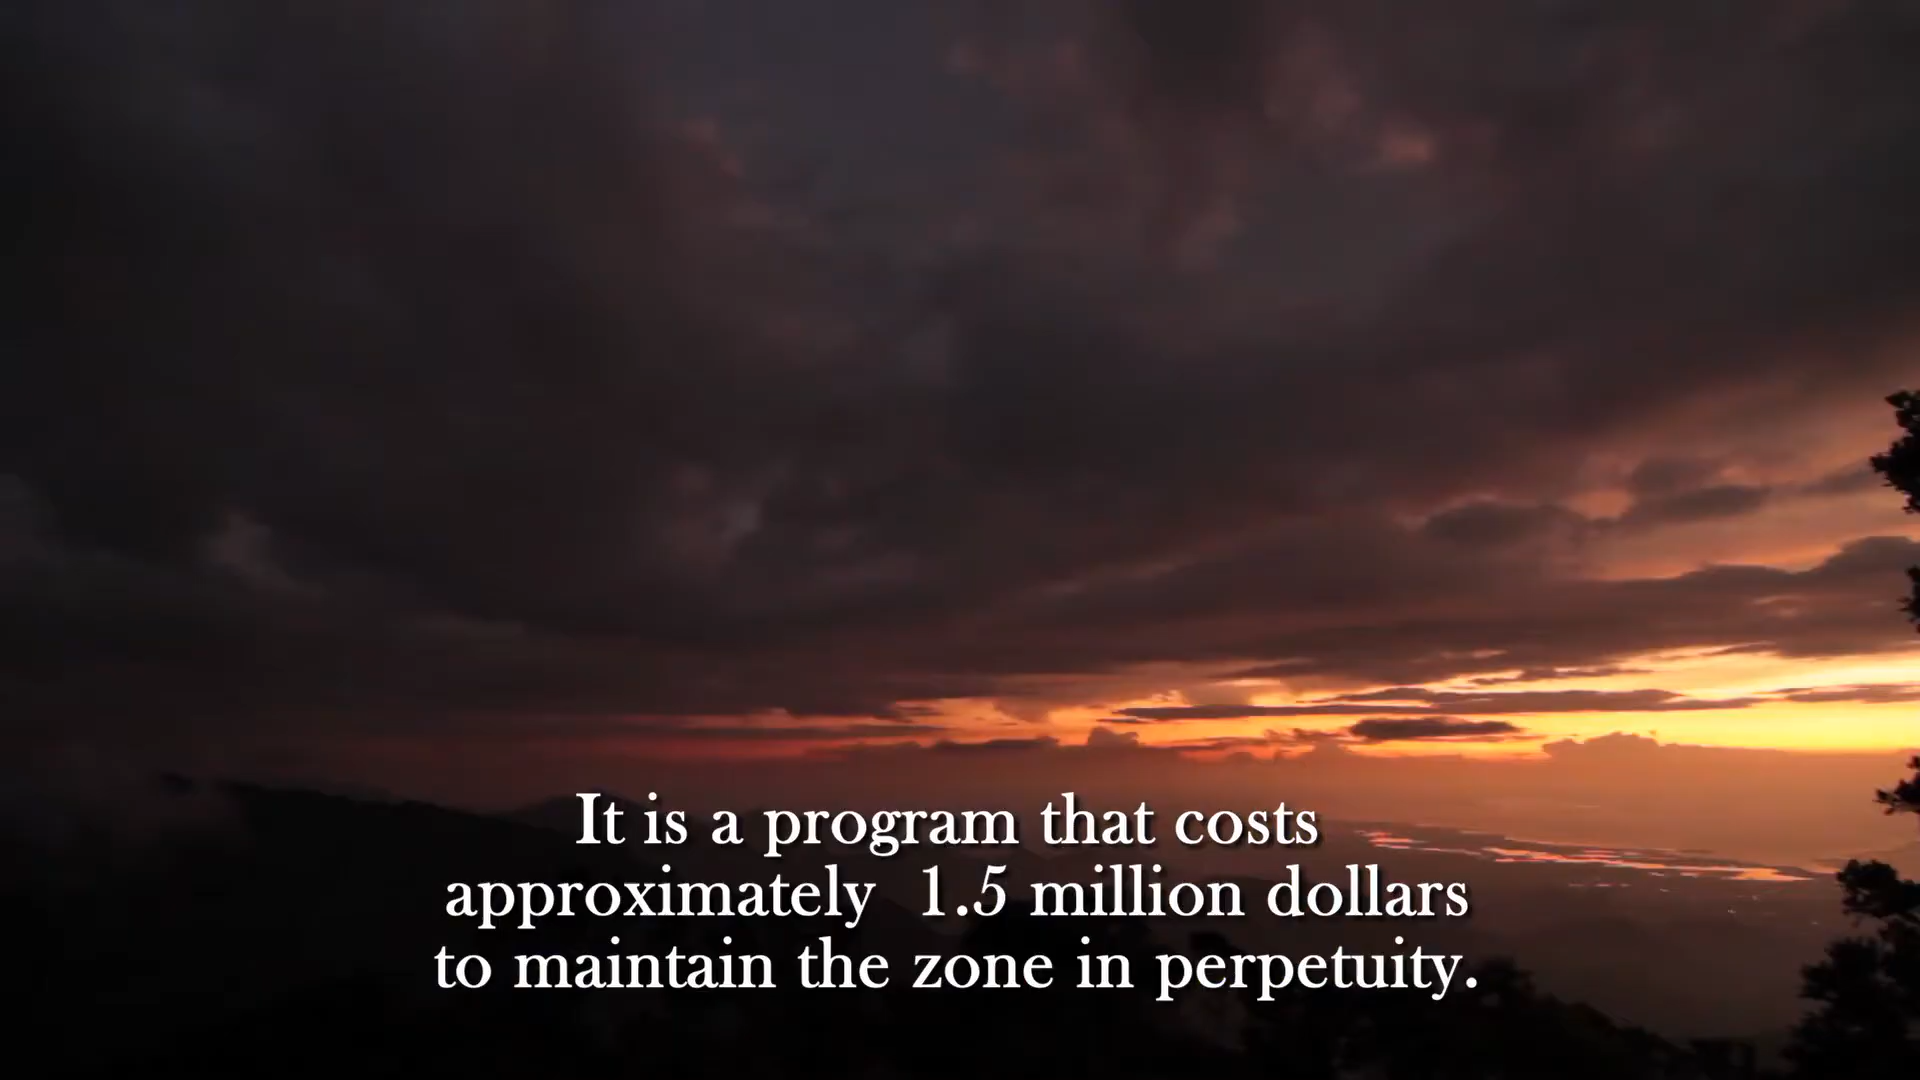 It is a program that costs
approximately  1.5 million dollars
to maintain the zone in perpetuity.